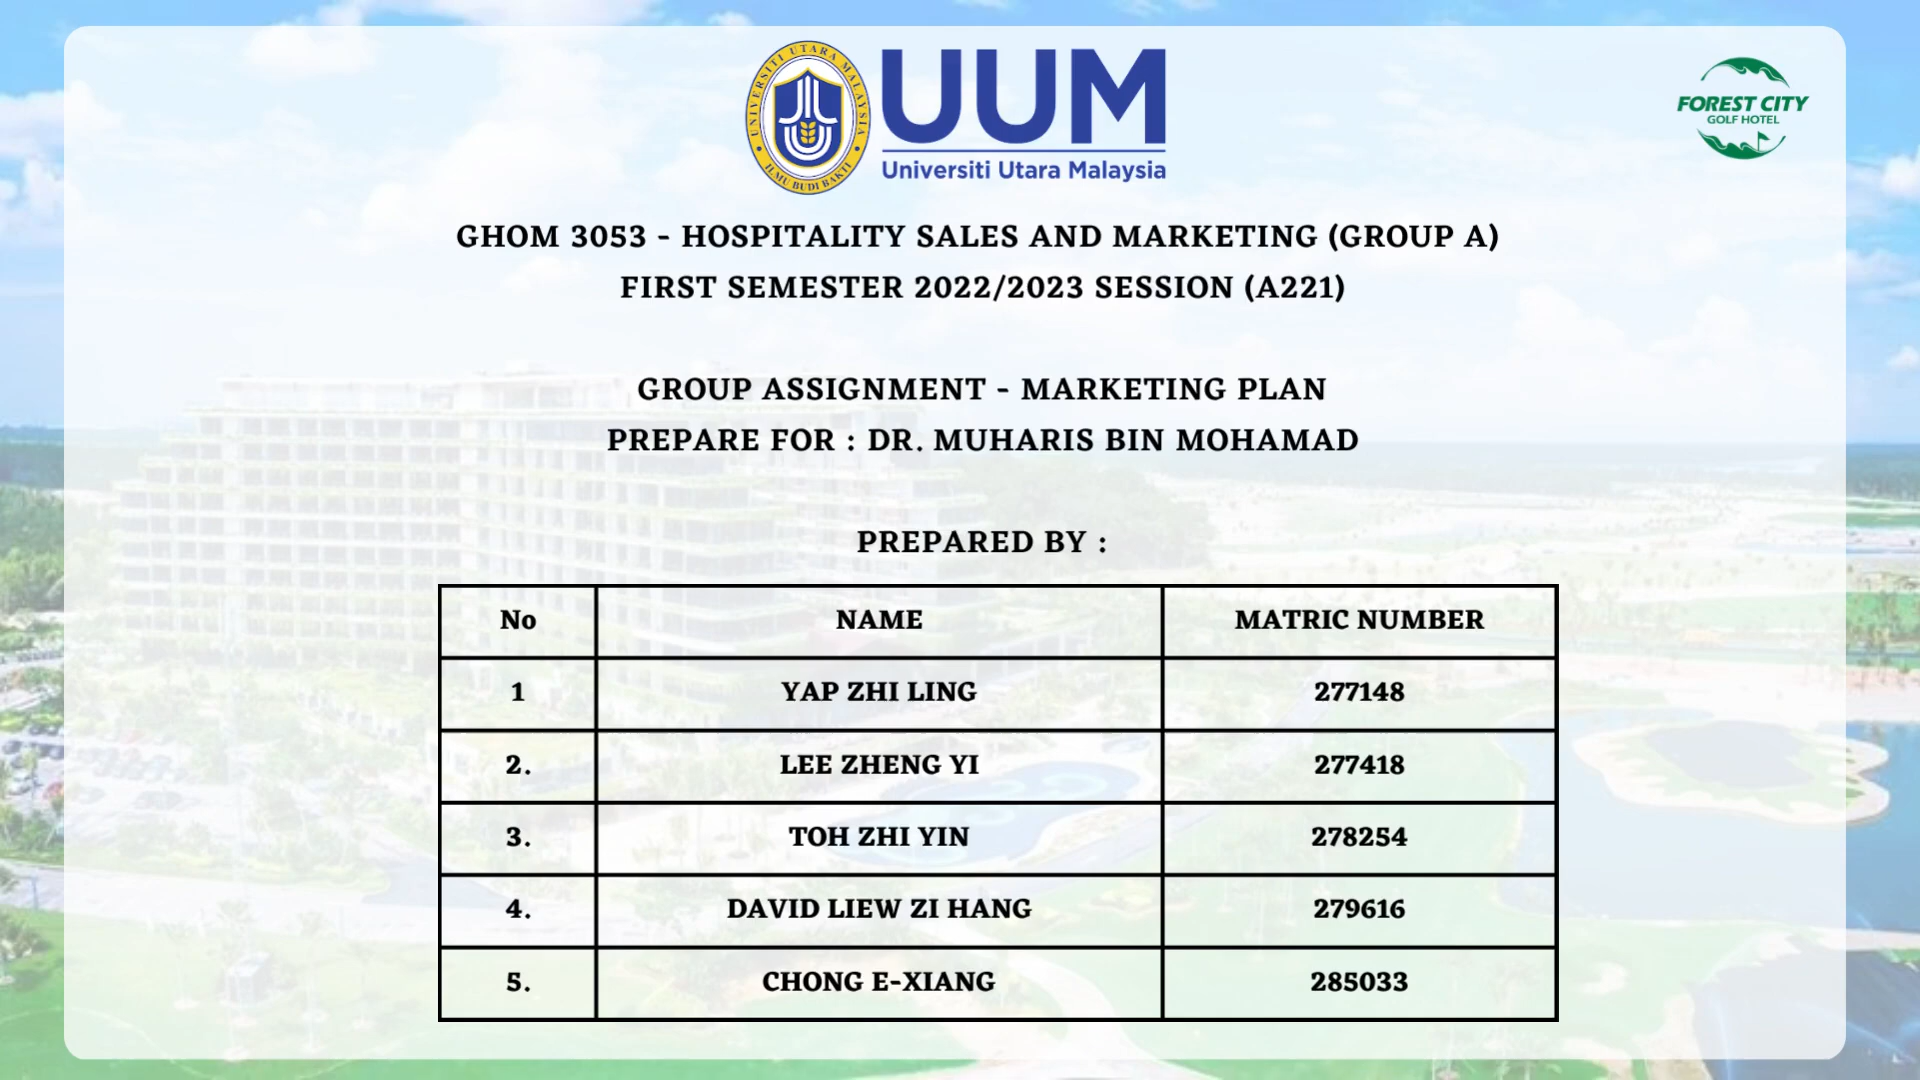 UNIVERSITI UTARA MALAYSIA
ILMU BUDI BAKTI
UUM
Universiti Utara Malaysia
FOREST CITY
GOLF HOTEL
GHOM 3053 - HOSPITALITY SALES AND MARKETING (GROUP A)
FIRST SEMESTER 2022/2023 SESSION (A221)
GROUP ASSIGNMENT - MARKETING PLAN
PREPARE FOR : DR. MUHARIS BIN MOHAMAD
PREPARED BY :
No NAME MATRIC NUMBER
1 YAP ZHI LING 277148
2. LEE ZHENG YI 277418
3. TOH ZHI YIN 278254
4. DAVID LIEW ZI HANG 279616
5. CHONG E-XIANG 285033